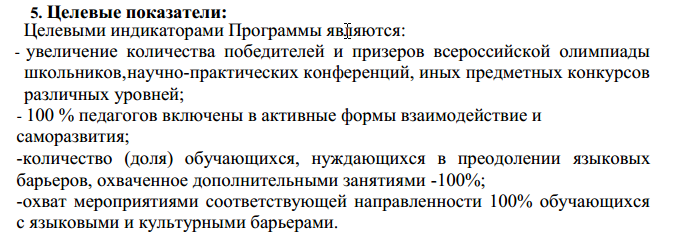 5. Целевые показатели:
Целевыми индикаторами Программы являются:
- увеличение количества победителей и призеров всероссийской олимпиады
школьников,научно-практических конференций, иных предметных конкурсов
различных уровней;
- 100 % педагогов включены в активные формы взаимодействие и
саморазвития;
-количество (доля) обучающихся, нуждающихся в преодолении языковых
барьеров, охваченное дополнительными занятиями -100%;
-охват мероприятиями соответствующей направленности 100% обучающихся
с языковыми и культурными барьерами.